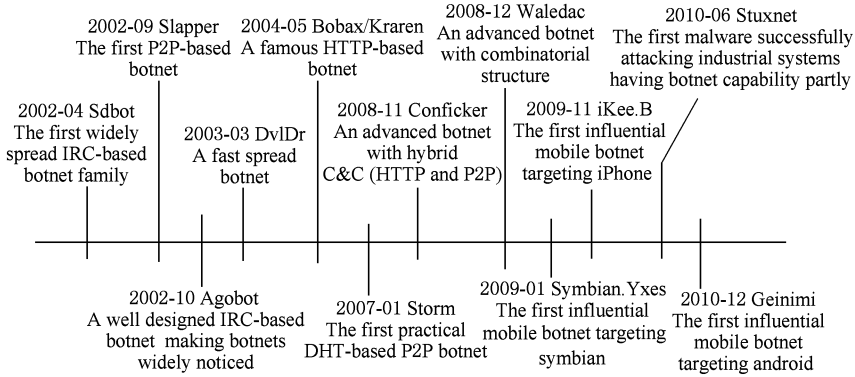 2002-09 Slapper
The first P2P-based
botnet
2004-05 Bobax/Kraren
A famous HTTP-based
botnet
2008-12 Waledac
An advanced botnet
with combinatorial
structure
2010-06 Stuxnet
The first malware successfully
attacking industrial systems
having botnet capability partly
2002-04 Sdbot
The first widely
spread IRC-based
botnet family
2003-03 DvlDr
A fast spread
botnet
2008-11 Conficker
An advanced botnet
with hybrid
C&C (HTTP and P2P)
2009-11 iKee.B
The first influential
mobile botnet
targeting iPhone
2002-10 Agobot
A well designed IRC-based
botnet making botnets
widely noticed
2007-01 Storm
The first practical
DHT-based P2P botnet
2009-01 Symbian.Yxes
The first influential
mobile botnet targeting
symbian
2010-12 Geinimi
The first influential
mobile botnet
targeting android